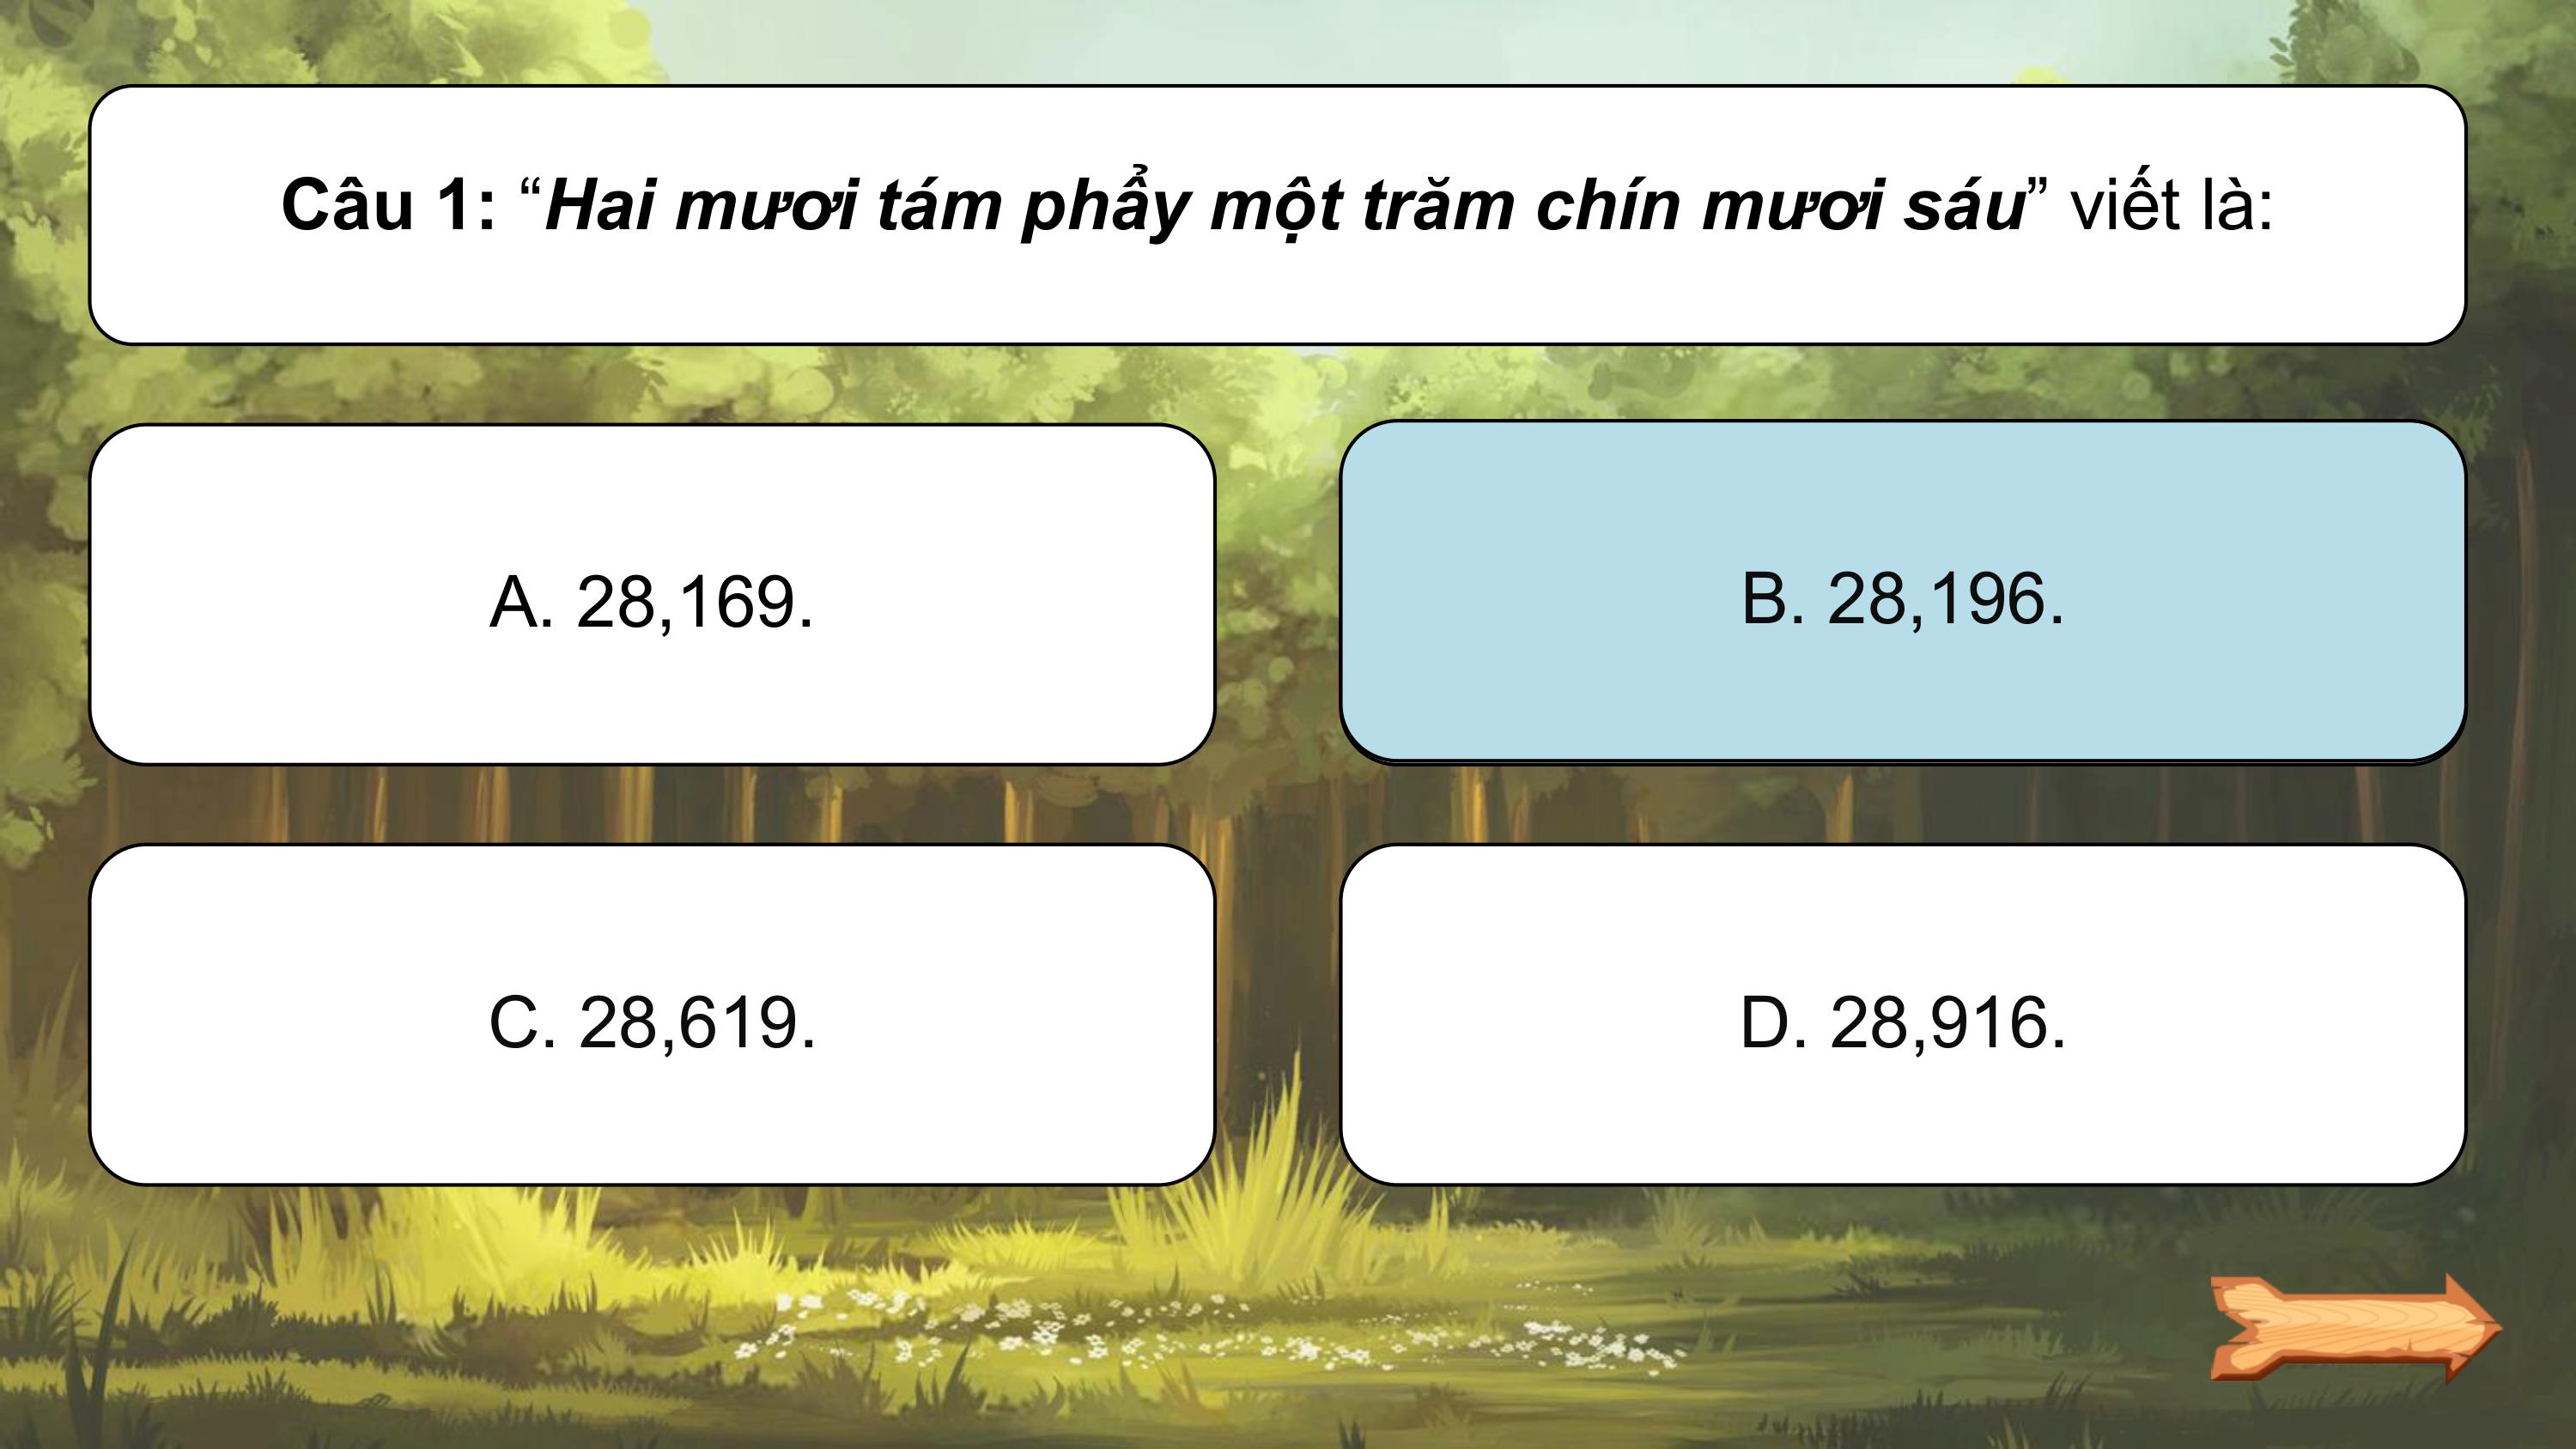 Câu 1: “Hai mươi tám phẩy một trăm chín mươi sáu” viết là:
A. 28,169.
B. 28,196.
C. 28,619.
D. 28,916.